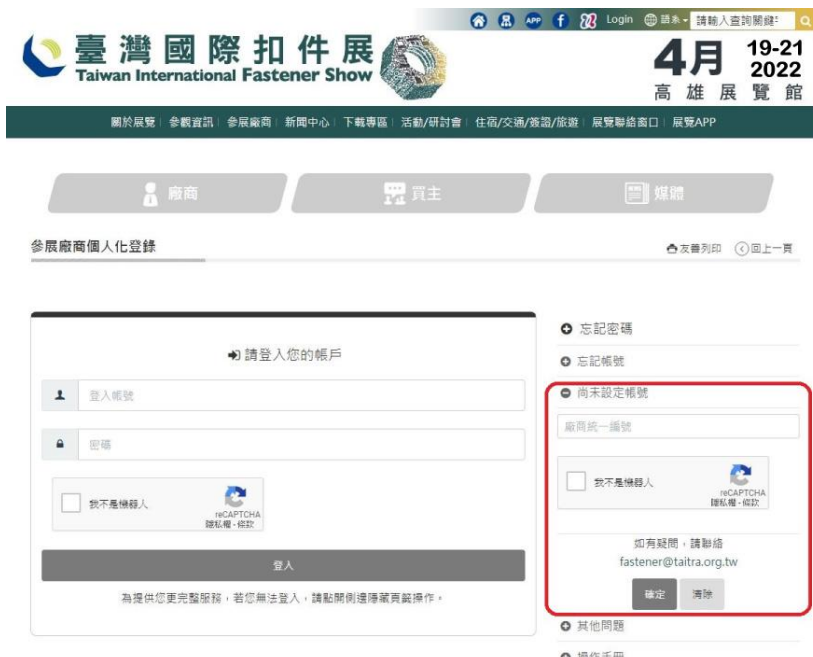 APP Login 語系 請輸入查詢關鍵字
臺灣國際扣件展
Taiwan International Fastener Show
4月 19-21 2022
高雄展覽館
關於展覽 參觀資訊 參展廠商 新聞中心 下載專區 活動/研討會 住宿/交通/簽證/旅遊 展覽聯絡窗口 展覽APP
廠商 買主 媒體
參展廠商個人化登錄
友善列印 回上一頁
請登入您的帳戶
登入帳號
密碼
我不是機器人
reCAPTCHA
隱私權 - 條款
登入
為提供您更完整服務,若您無法登入,請點開側邊隱藏頁籤操作。
忘記密碼
忘記帳號
尚未設定帳號
廠商統一編號
我不是機器人
reCAPTCHA
隱私權 - 條款
如有疑問,請聯絡
fastener@taitra.org.tw
確定 清除
其他問題
操作手冊